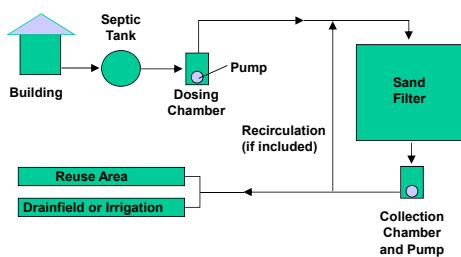 Septic
Tank
Building
Pump
Dosing
Chamber
Sand
Filter
Recirculation
(if included)
Reuse Area
Drainfield or Irrigation
Collection
Chamber
and Pump